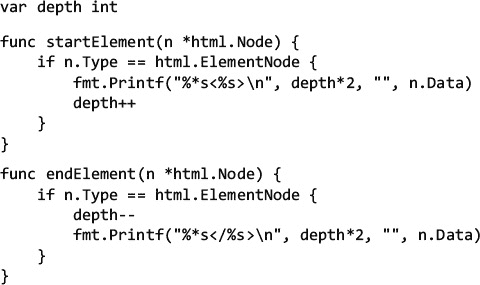 var depth int
func startElement(n *html.Node) {
    if n.Type == html.ElementNode {
        fmt.Printf("%*s<%s>\n", depth*2, "", n.Data)
        depth++
    }
}
func endElement(n *html.Node) {
    if n.Type == html.ElementNode {
        depth--
        fmt.Printf("%*s</%s>\n", depth*2, "", n.Data)
    }
}